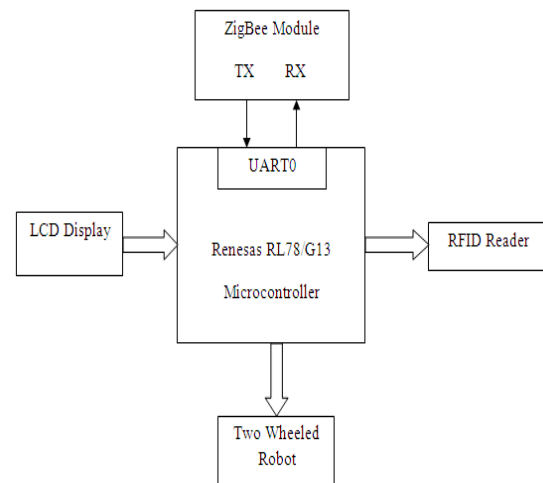 ZigBee Module
TX RX
UART0
LCD Display
Renesas RL78/G13
Microcontroller
RFID Reader
Two Wheeled
Robot